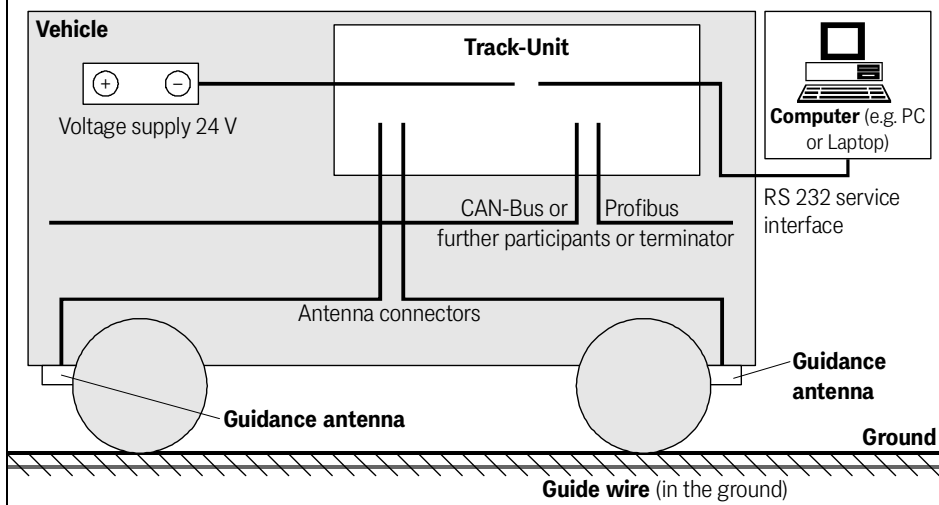 Vehicle
Track-Unit
+
−
Voltage supply 24 V
Computer (e.g. PC
or Laptop)
RS 232 service
interface
CAN-Bus or
Profibus
further participants or terminator
Antenna connectors
Guidance
antenna
Guidance antenna
Ground
Guide wire (in the ground)